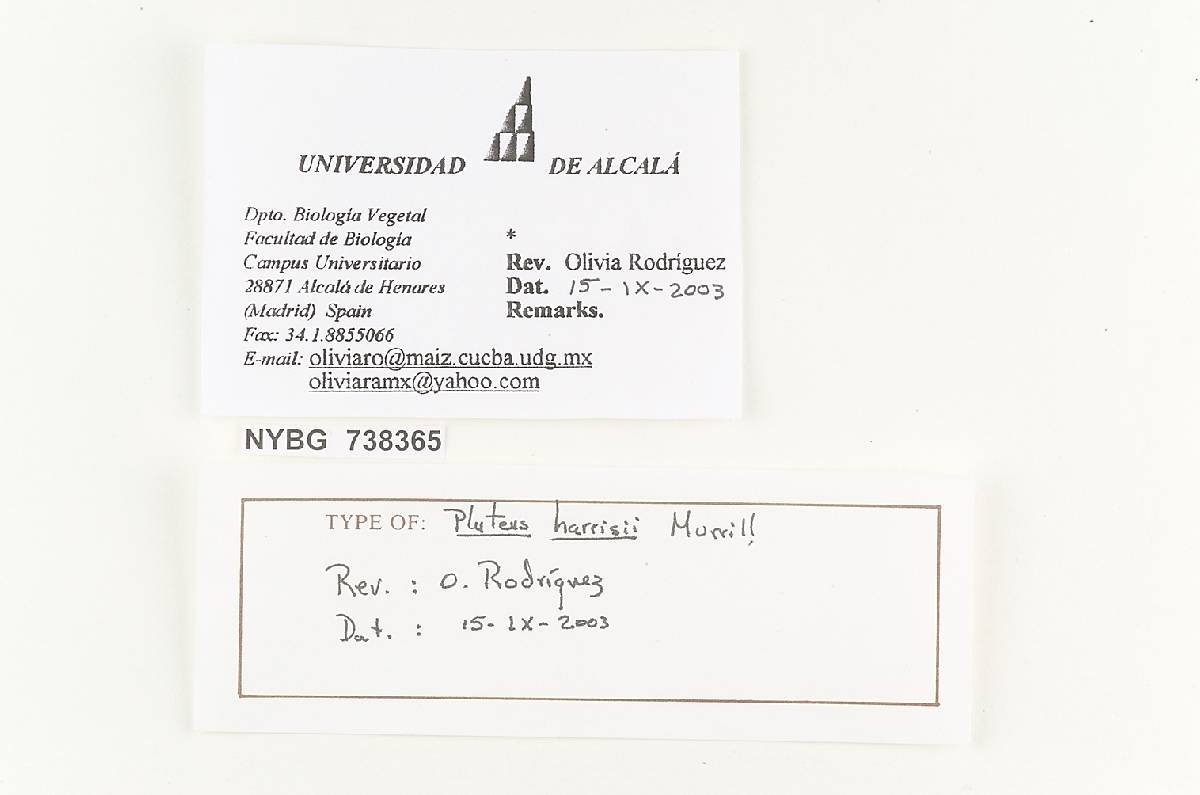 UNIVERSIDAD DE ALCALÁ
Dpto. Biología Vegetal
Facultad de Biología
Campus Universitario
28871 Alcalá de Henares
(Madrid) Spain
Fax: 34.1.8855066
E-mail: oliviaro@maiz.cucba.udg.mx
oliviaramx@yahoo.com
*
Rev. Olivia Rodríguez
Dat. 15-IX-2003
Remarks.
NYBG 738365
TYPE OF: Pluteus harrisii Murrill
Rev. : O. Rodríguez
Dat. : 15-IX-2003